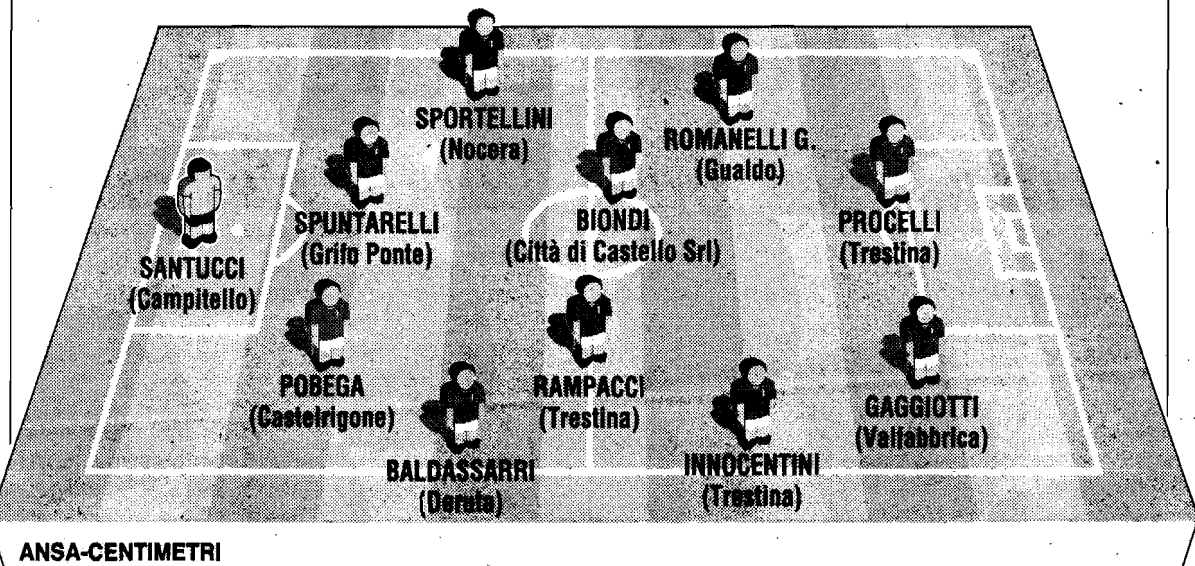 SPORTELLINI
(Nocera)
ROMANELLI G.
(Gualdo)
SPUNTARELLI
(Grifo Ponte)
BIONDI
(Città di Castello Srl)
PROCELLI
(Trestina)
SANTUCCI
(Campitello)
POBEGA
(Castelrigone)
RAMPACCI
(Trestina)
GAGGIOTTI
(Valfabbrica)
BALDASSARRI
(Deruta)
INNOCENTINI
(Trestina)
ANSA-CENTIMETRI